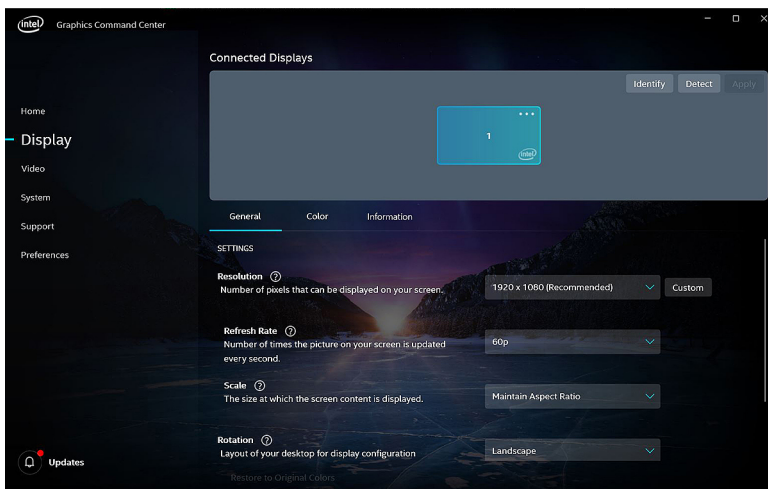 intel Graphics Command Center
Connected Displays
Identify Detect Apply
1
intel
Home
Display
Video
System
Support
Preferences
Updates
General Color Information
SETTINGS
Resolution ?
Number of pixels that can be displayed on your screen.
1920 x 1080 (Recommended)
Custom
Refresh Rate ?
Number of times the picture on your screen is updated
every second.
60p
Scale ?
The size at which the screen content is displayed.
Maintain Aspect Ratio
Rotation ?
Layout of your desktop for display configuration
Landscape
Restore to Original Colors